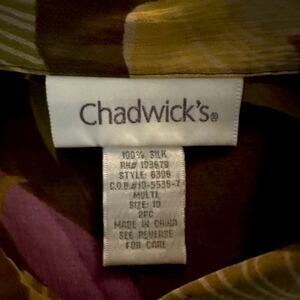 Chadwick's®
100% SILK
RN# 103679
STYLE: 6306
C.O.B.#10-5535-7
MULTI
SIZE: 10
2PC
MADE IN CHINA
SEE REVERSE
FOR CARE